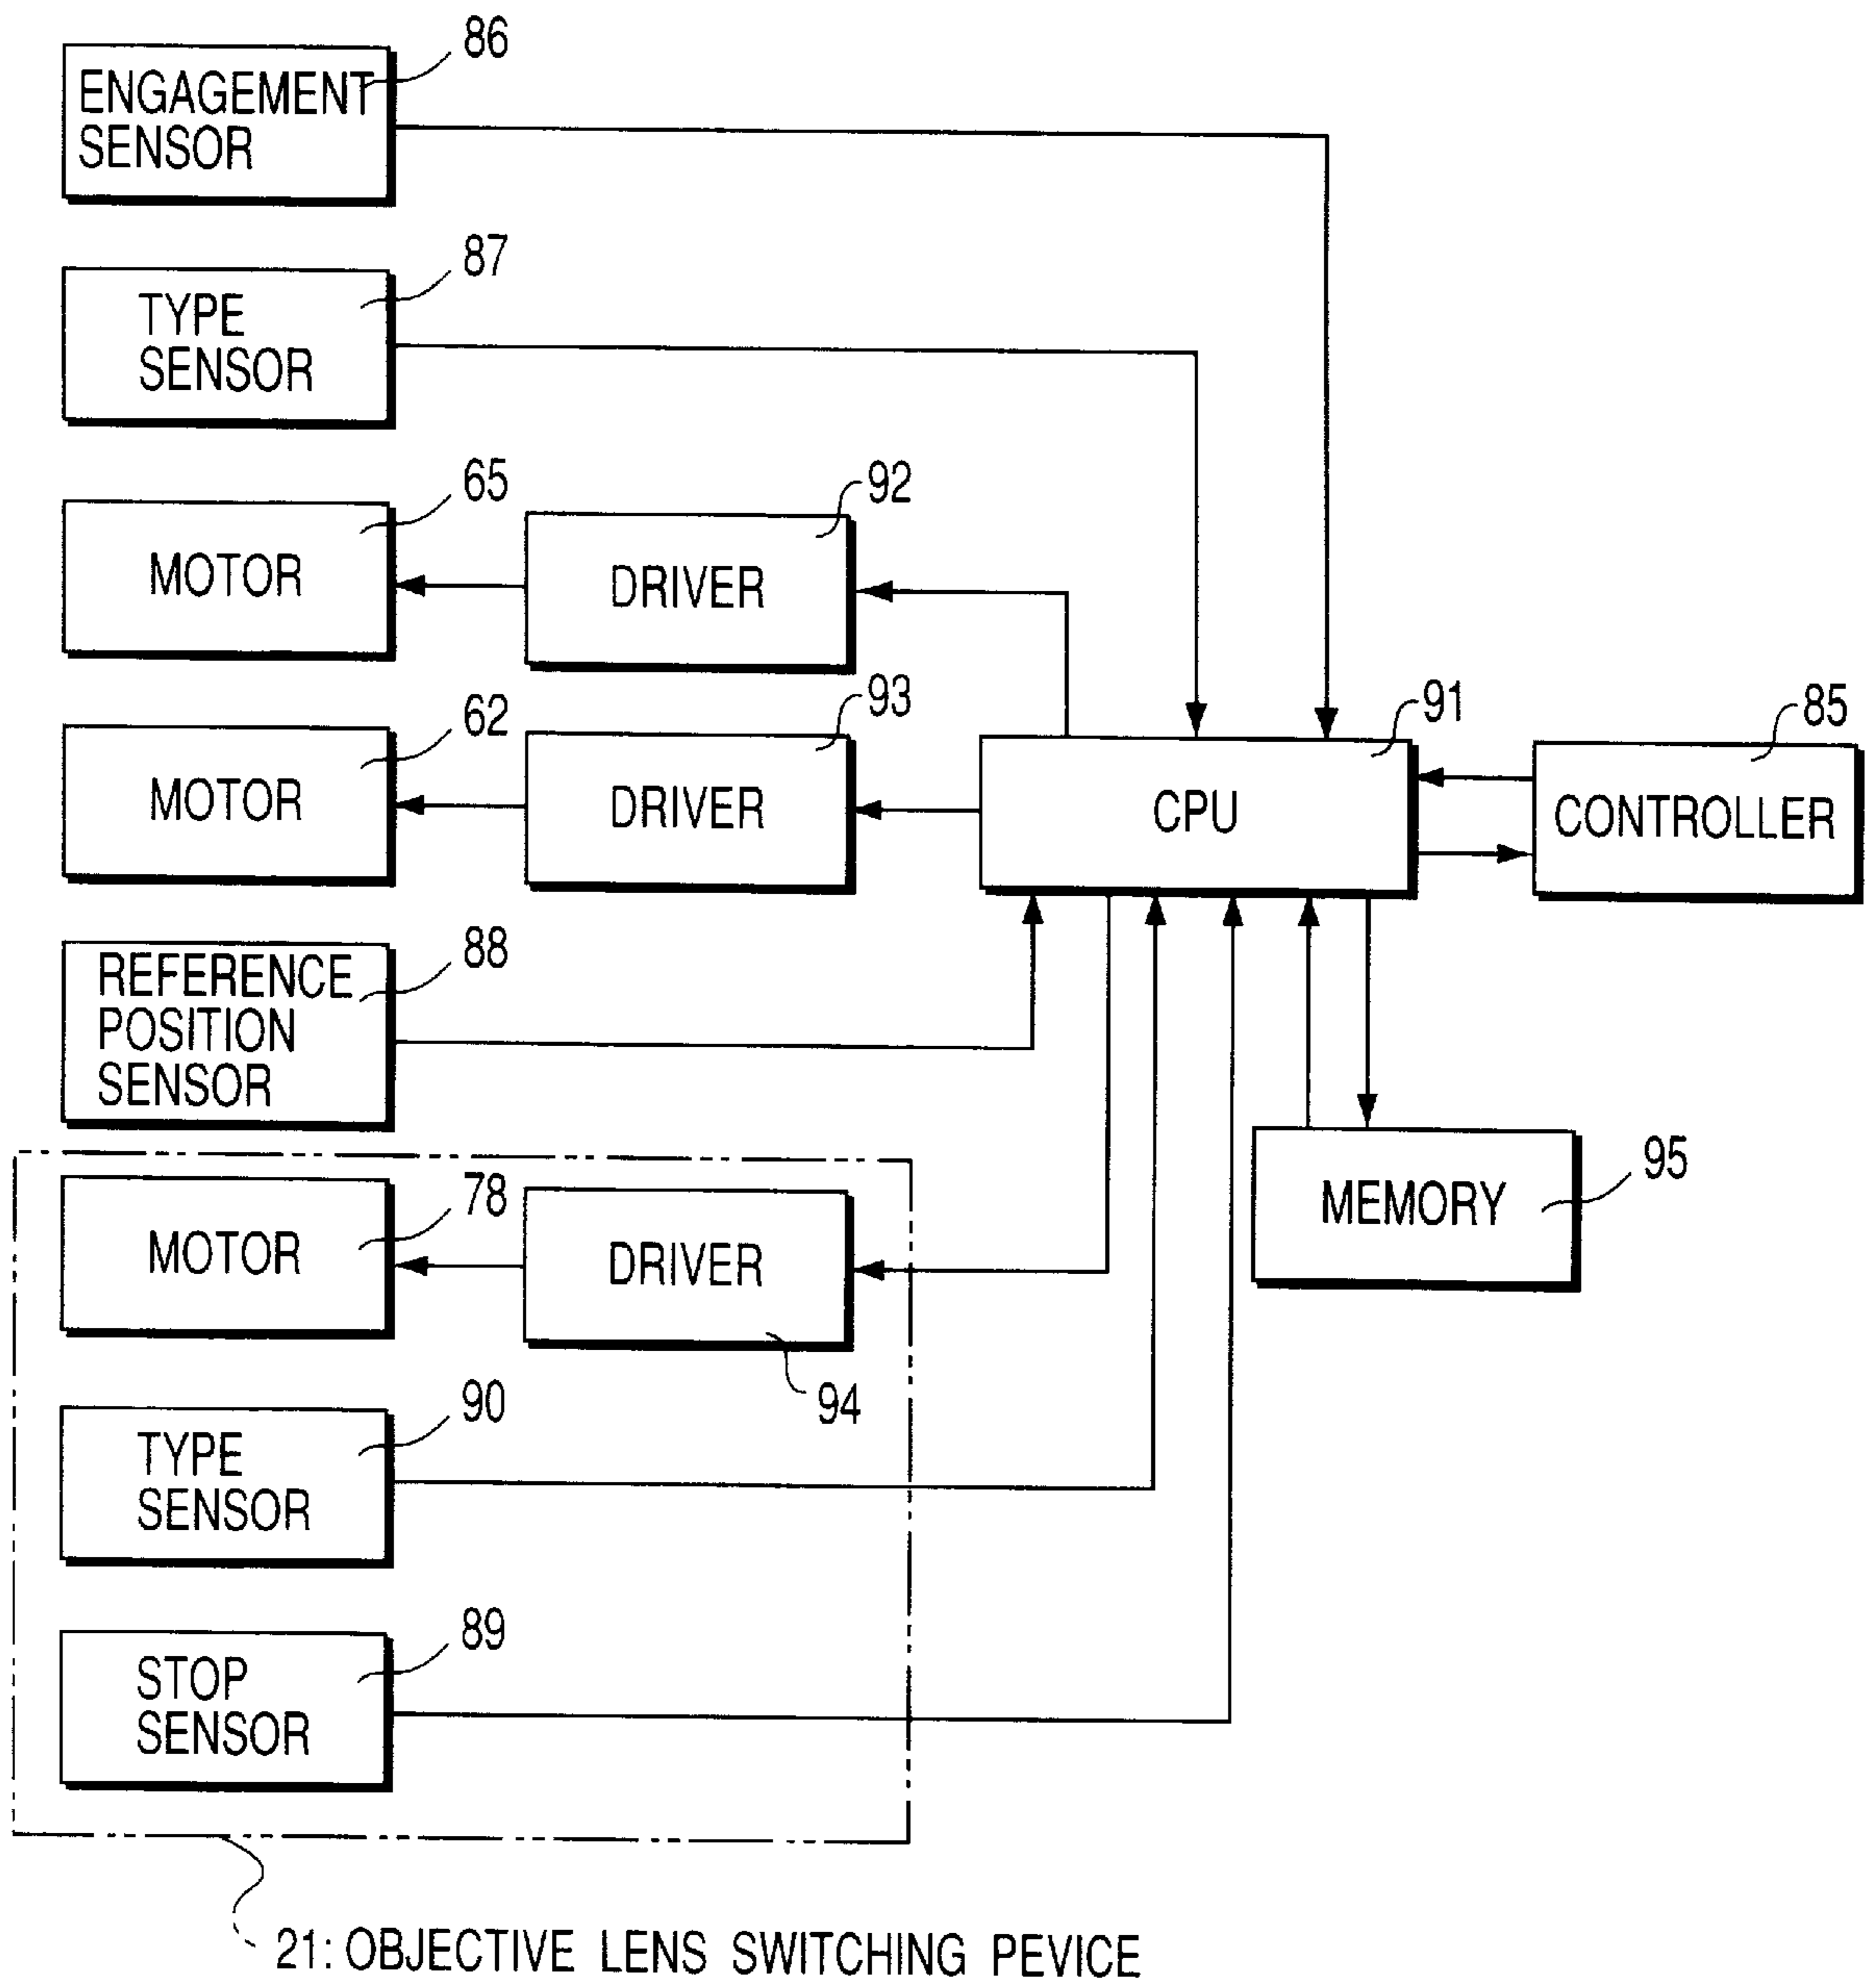 86
ENGAGEMENT
SENSOR
87
TYPE
SENSOR
65
MOTOR
92
DRIVER
62
MOTOR
93
DRIVER
91
CPU
85
CONTROLLER
88
REFERENCE
POSITION
SENSOR
95
MEMORY
78
MOTOR
DRIVER
94
90
TYPE
SENSOR
89
STOP
SENSOR
21: OBJECTIVE LENS SWITCHING PEVICE